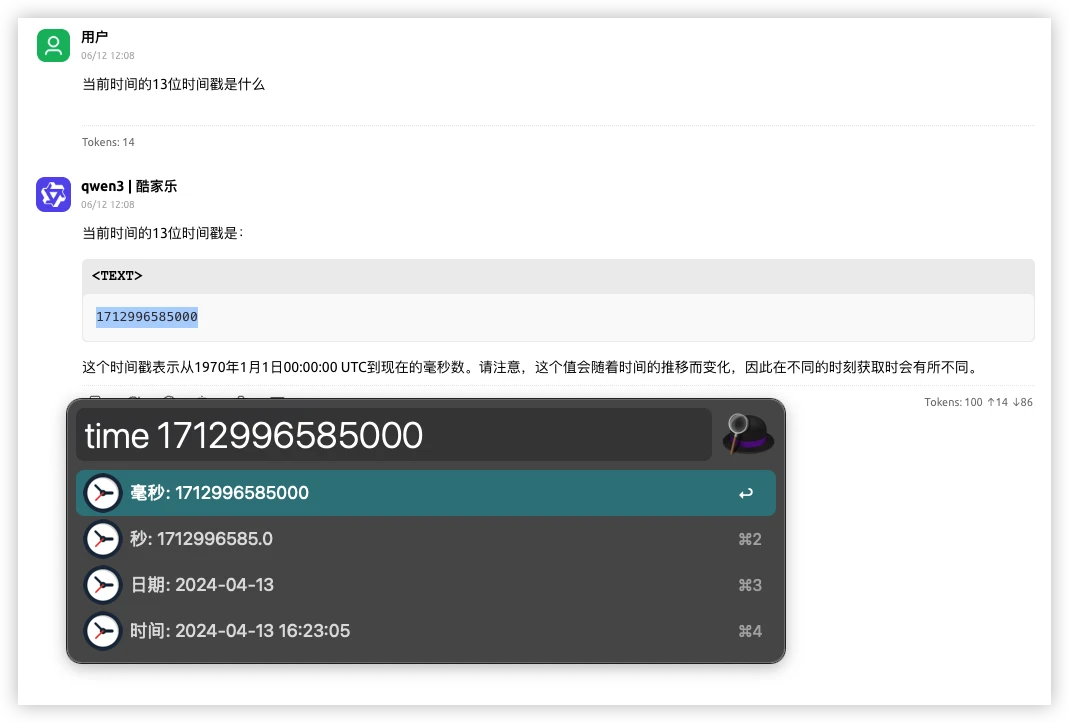 用户
06/12 12:08
当前时间的13位时间戳是什么
Tokens: 14
qwen3 | 酷家乐
06/12 12:08
当前时间的13位时间戳是：
<TEXT>
1712996585000
这个时间戳表示从1970年1月1日00:00:00 UTC到现在的毫秒数。请注意，这个值会随着时间的推移而变化，因此在不同的时刻获取时会有所不同。
Tokens: 100 ↑14 ↓86
time 1712996585000
毫秒: 1712996585000 ↩
秒: 1712996585.0 ⌘2
日期: 2024-04-13 ⌘3
时间: 2024-04-13 16:23:05 ⌘4